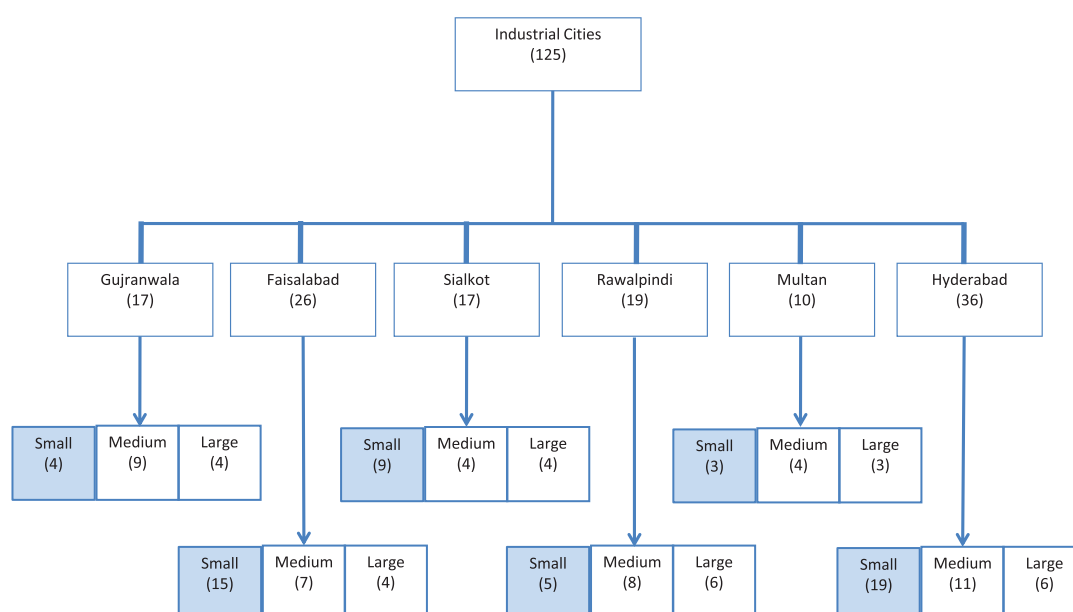 Industrial Cities
(125)
Gujranwala
(17)
Faisalabad
(26)
Sialkot
(17)
Rawalpindi
(19)
Multan
(10)
Hyderabad
(36)
Small
(4)
Medium
(9)
Large
(4)
Small
(9)
Medium
(4)
Large
(4)
Small
(3)
Medium
(4)
Large
(3)
Small
(15)
Medium
(7)
Large
(4)
Small
(5)
Medium
(8)
Large
(6)
Small
(19)
Medium
(11)
Large
(6)